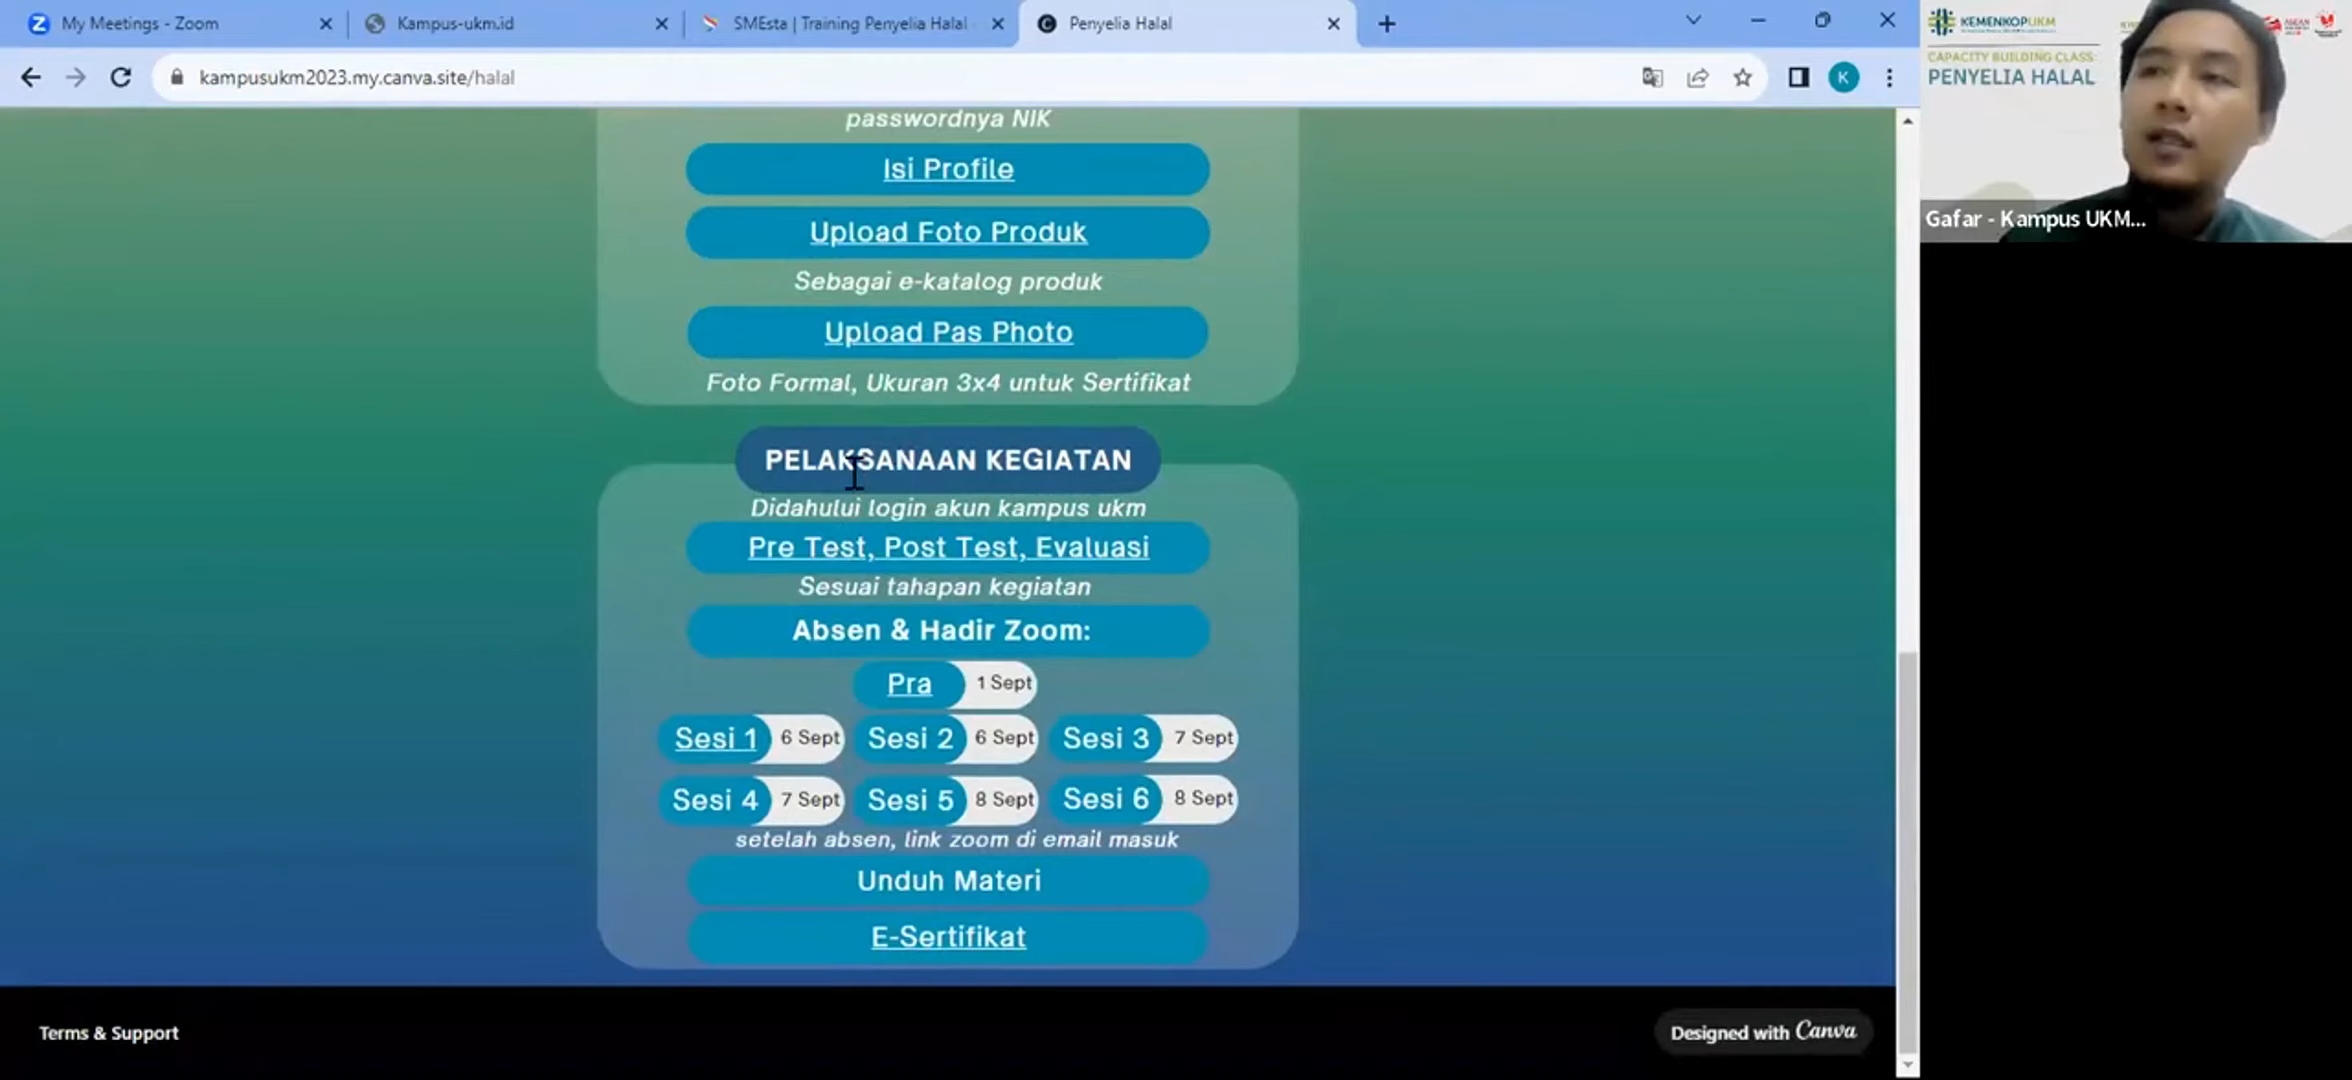 My Meetings - Zoom
Kampus-ukm.id
SMEsta | Training Penyelia Halal
Penyelia Halal
kampusukm2023.my.canva.site/halal
K
KEMENKOPUKM
CAPACITY BUILDING CLASS:
PENYELIA HALAL
Gafar - Kampus UKM...
passwordnya NIK
Isi Profile
Upload Foto Produk
Sebagai e-katalog produk
Upload Pas Photo
Foto Formal, Ukuran 3x4 untuk Sertifikat
PELAKSANAAN KEGIATAN
Didahului login akun kampus ukm
Pre Test, Post Test, Evaluasi
Sesuai tahapan kegiatan
Absen & Hadir Zoom:
Pra 1 Sept
Sesi 1 6 Sept Sesi 2 6 Sept Sesi 3 7 Sept
Sesi 4 7 Sept Sesi 5 8 Sept Sesi 6 8 Sept
setelah absen, link zoom di email masuk
Unduh Materi
E-Sertifikat
Terms & Support
Designed with Canva